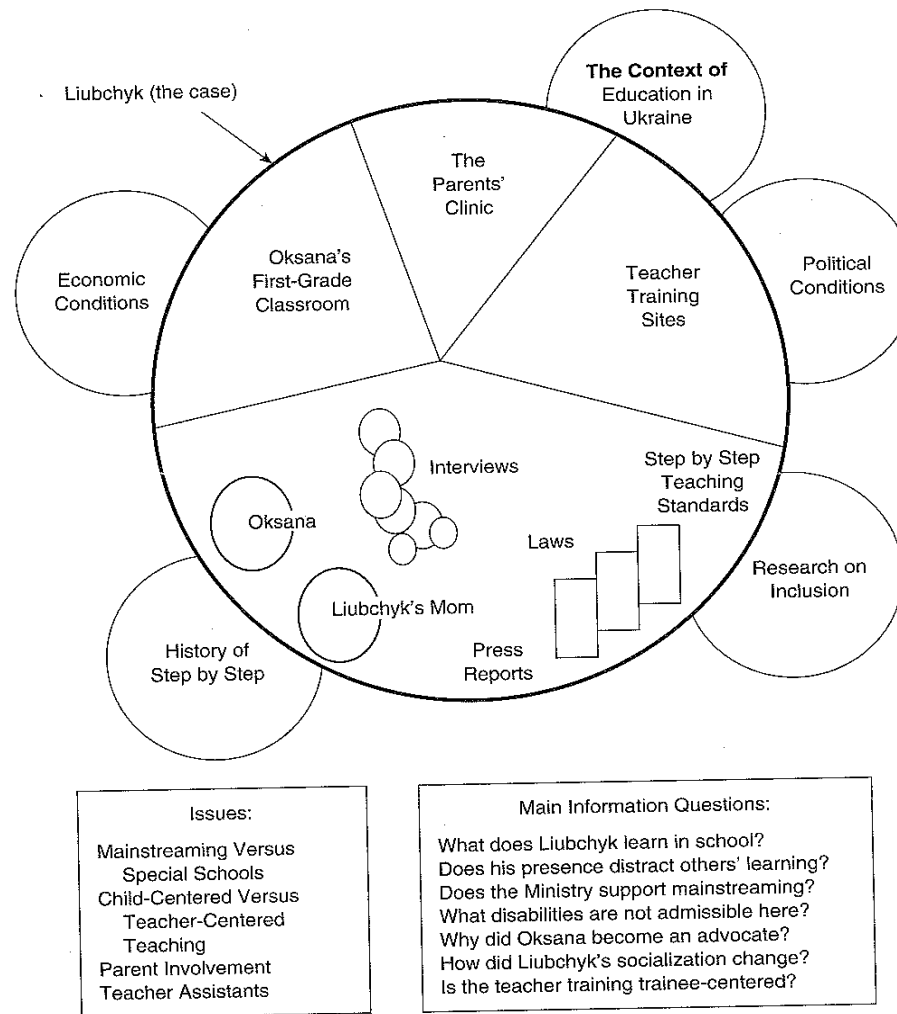 The Context of
Education in
Ukraine
Liubchyk (the case)
The
Parents'
Clinic
Oksana's
First-Grade
Classroom
Teacher
Training
Sites
Political
Conditions
Economic
Conditions
Interviews
Step by Step
Teaching
Standards
Oksana
Laws
Research on
Inclusion
Liubchyk's Mom
History of
Step by Step
Press
Reports
Issues:
Mainstreaming Versus
Special Schools
Child-Centered Versus
Teacher-Centered
Teaching
Parent Involvement
Teacher Assistants
Main Information Questions:
What does Liubchyk learn in school?
Does his presence distract others' learning?
Does the Ministry support mainstreaming?
What disabilities are not admissible here?
Why did Oksana become an advocate?
How did Liubchyk's socialization change?
Is the teacher training trainee-centered?